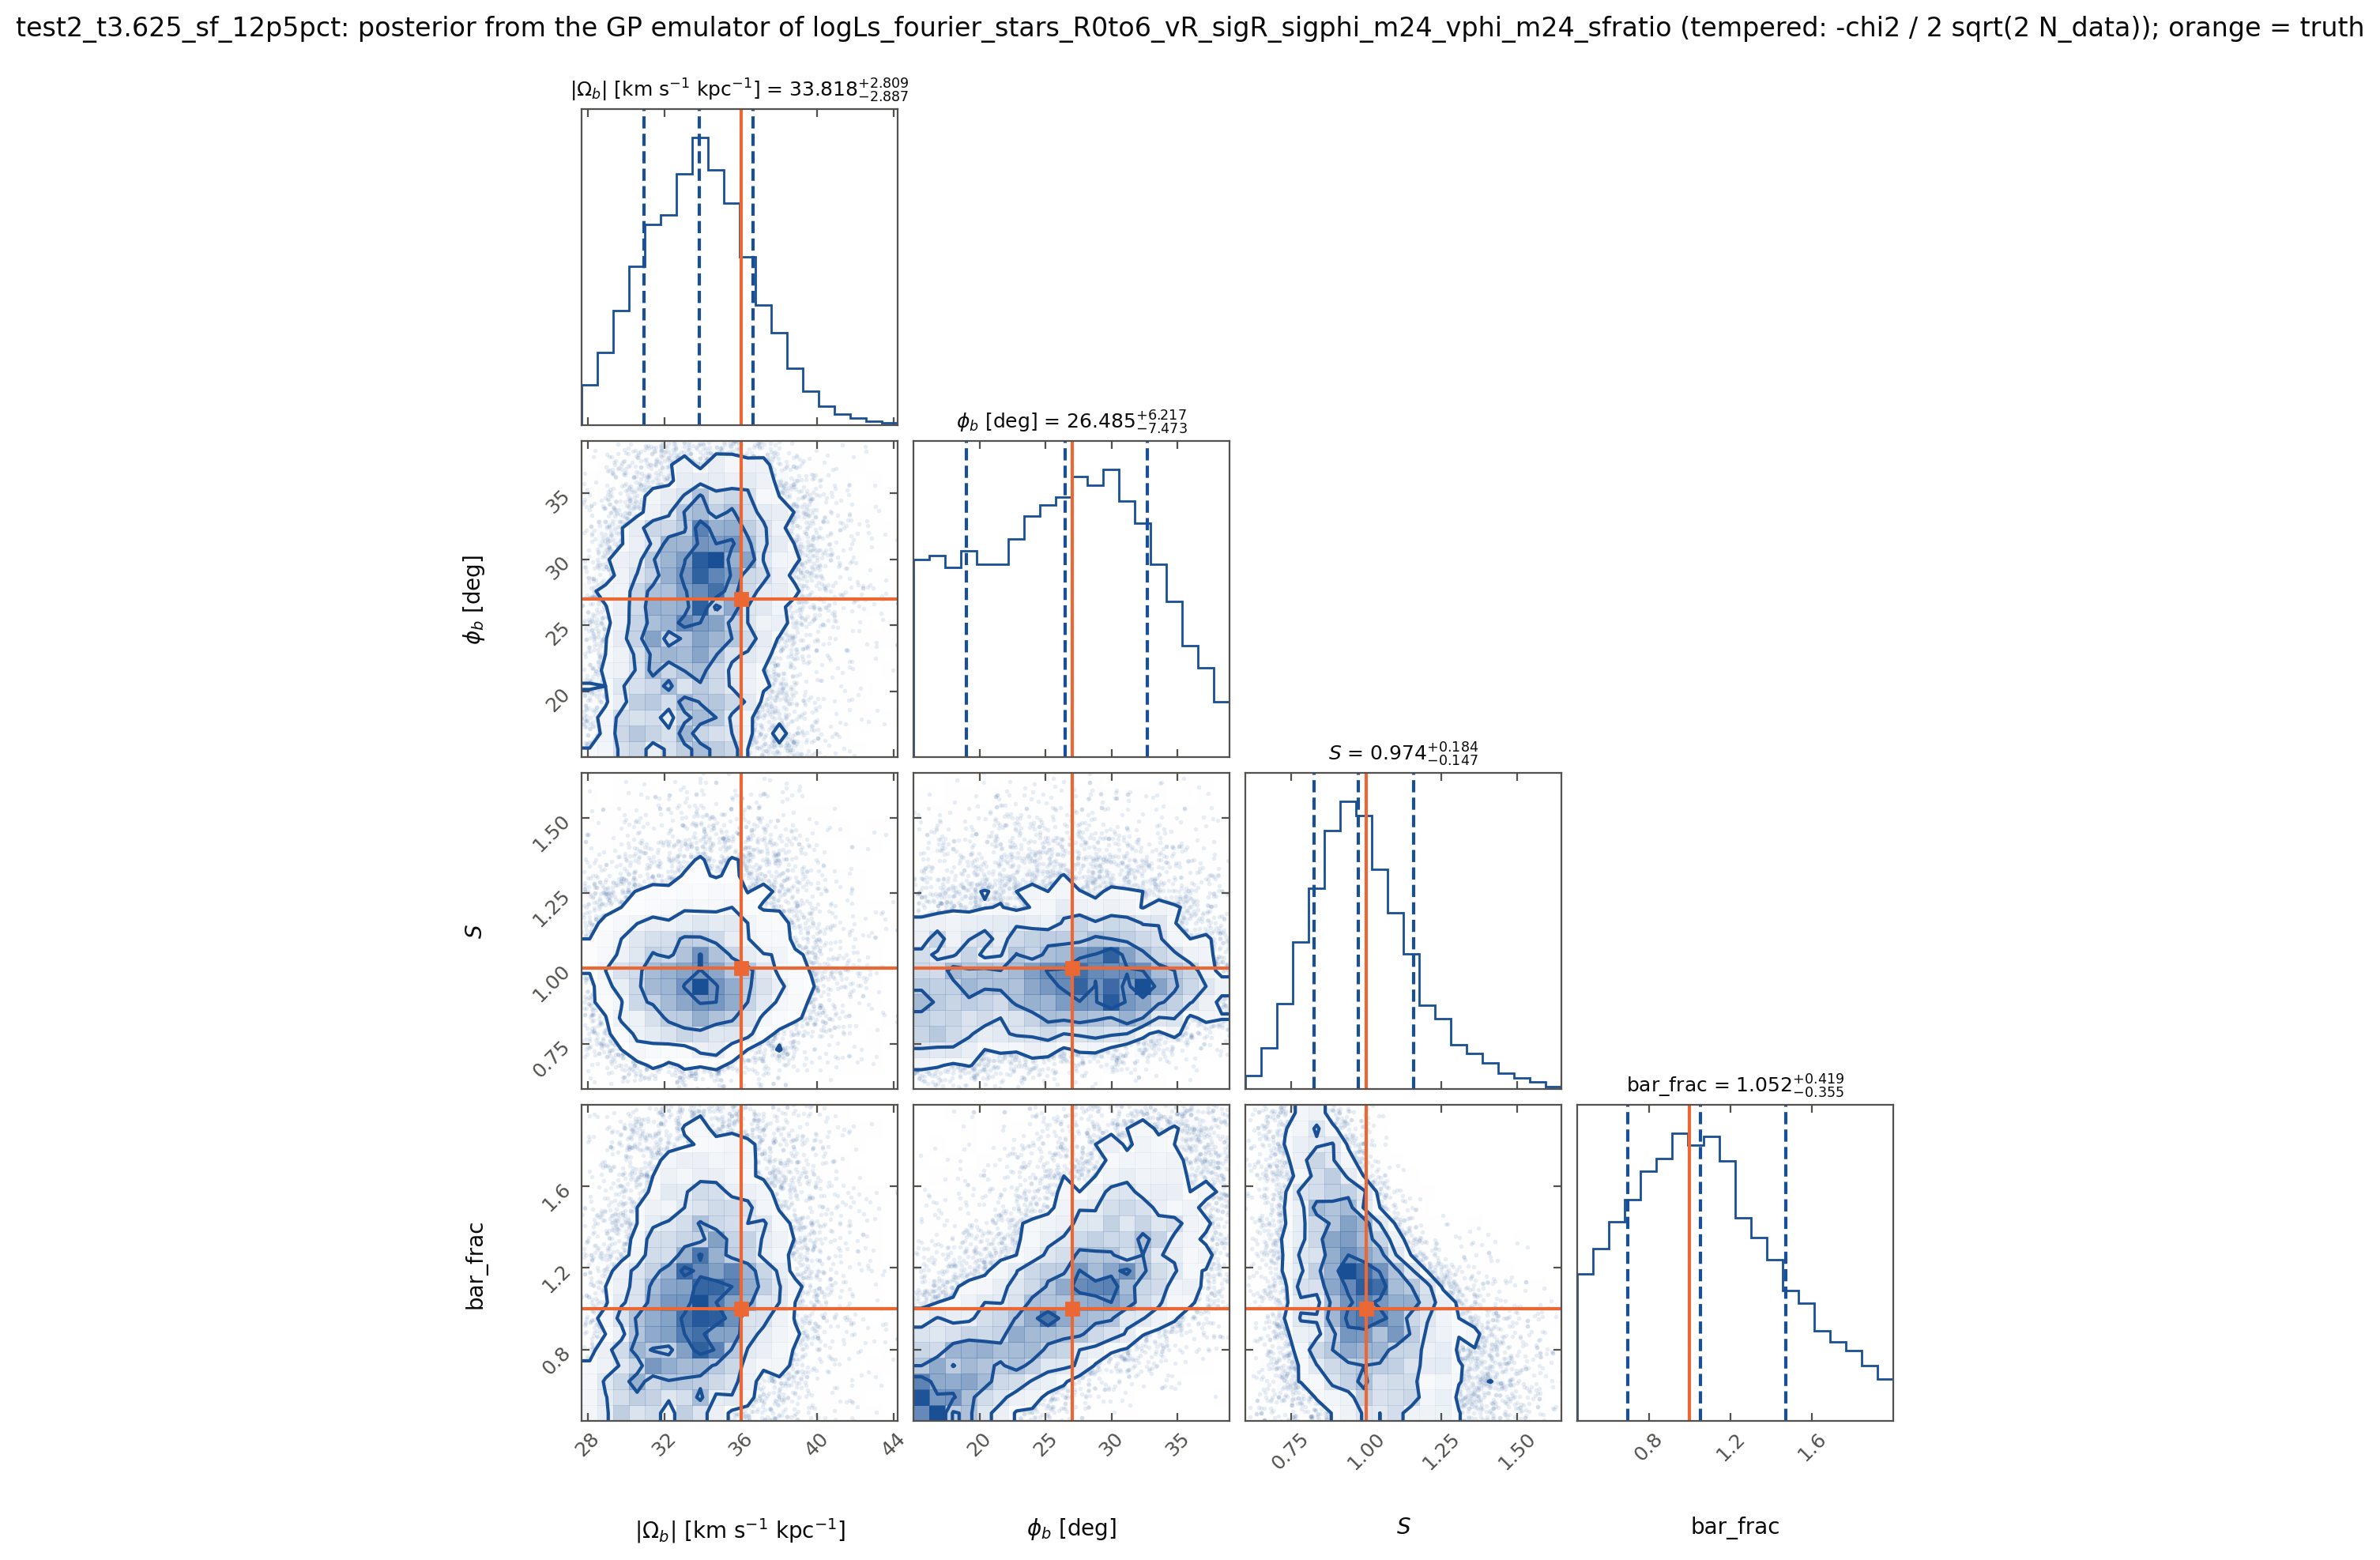 test2_t3.625_sf_12p5pct: posterior from the GP emulator of logLs_fourier_stars_R0to6_vR_sigR_sigphi_m24_vphi_m24_sfratio (tempered: -chi2 / 2 sqrt(2 N_data)); orange = truth
|Ω_b| [km s⁻¹ kpc⁻¹] = 33.818 +2.809 −2.887
ϕ_b [deg] = 26.485 +6.217 −7.473
ϕ_b [deg]
35
30
25
20
S = 0.974 +0.184 −0.147
S
1.50
1.25
1.00
0.75
bar_frac = 1.052 +0.419 −0.355
bar_frac
1.6
1.2
0.8
28 32 36 40 44
20 25 30 35
0.75 1.00 1.25 1.50
0.8 1.2 1.6
|Ω_b| [km s⁻¹ kpc⁻¹]
ϕ_b [deg]
S
bar_frac